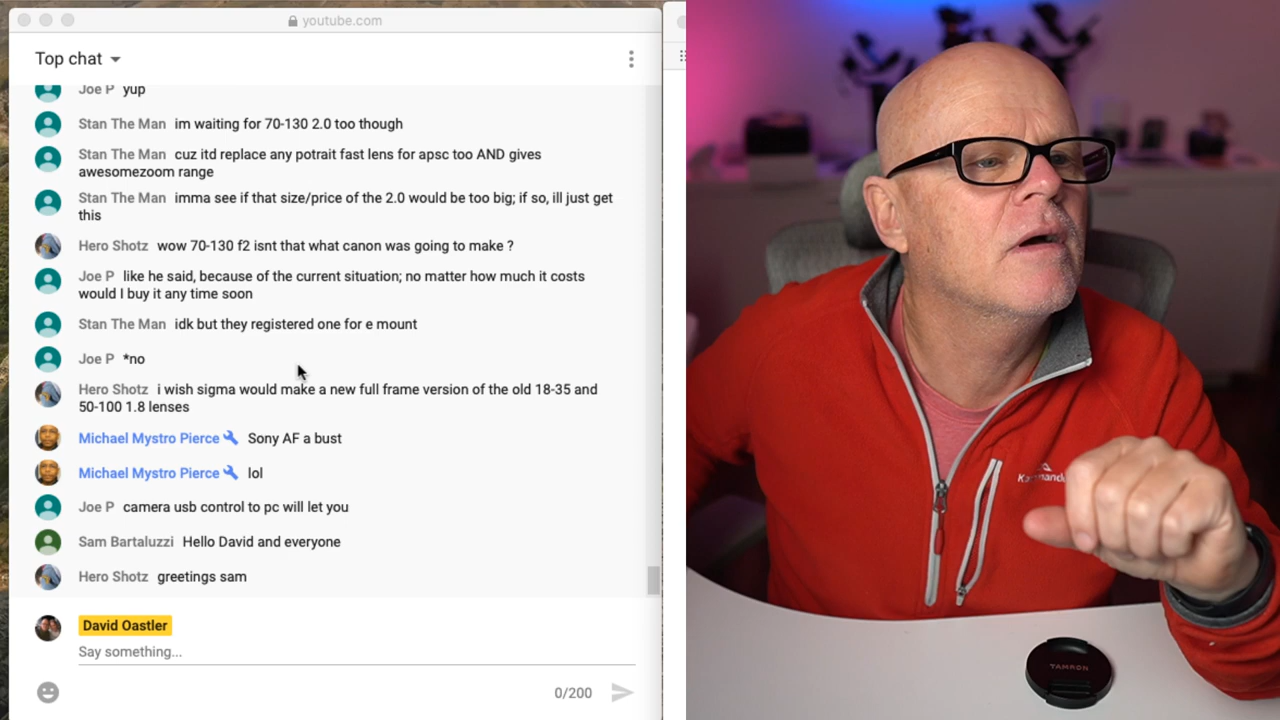 youtube.com
Top chat
Joe P yup
Stan The Man im waiting for 70-130 2.0 too though
Stan The Man cuz itd replace any potrait fast lens for apsc too AND gives
awesomezoom range
Stan The Man imma see if that size/price of the 2.0 would be too big; if so, ill just get
this
Hero Shotz wow 70-130 f2 isnt that what canon was going to make ?
Joe P like he said, because of the current situation; no matter how much it costs
would I buy it any time soon
Stan The Man idk but they registered one for e mount
Joe P *no
Hero Shotz i wish sigma would make a new full frame version of the old 18-35 and
50-100 1.8 lenses
Michael Mystro Pierce Sony AF a bust
Michael Mystro Pierce lol
Joe P camera usb control to pc will let you
Sam Bartaluzzi Hello David and everyone
Hero Shotz greetings sam
David Oastler
Say something...
0/200
TAMRON